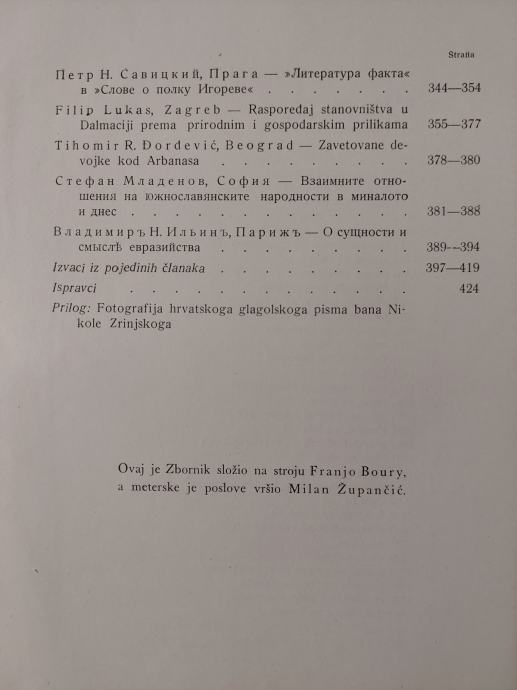 Strana
Петр Н. Савицкий, Прага — »Литература факта«
в »Слове о полку Игореве« . . . . . . 344—354
Filip Lukas, Zagreb — Raspoređaj stanovništva u
Dalmaciji prema prirodnim i gospodarskim prilikama 355—377
Tihomir R. Đorđević, Beograd — Zavetovane de-
vojke kod Arbanasa . . . . . . . 378—380
Стефан Младенов, София — Взаимните отно-
шения на южнославянските народности в миналото
и днес . . . . . . . . . . 381—388
Владимиръ Н. Ильинъ, Парижъ — О сущности и
смыслѣ евразийства . . . . . . . 389—394
Izvaci iz pojedinih članaka . . . . . . . 397—419
Ispravci . . . . . . . . . . 424
Prilog: Fotografija hrvatskoga glagolskoga pisma bana Ni-
kole Zrinjskoga
Ovaj je Zbornik složio na stroju Franjo Boury,
a meterske je poslove vršio Milan Župančić.